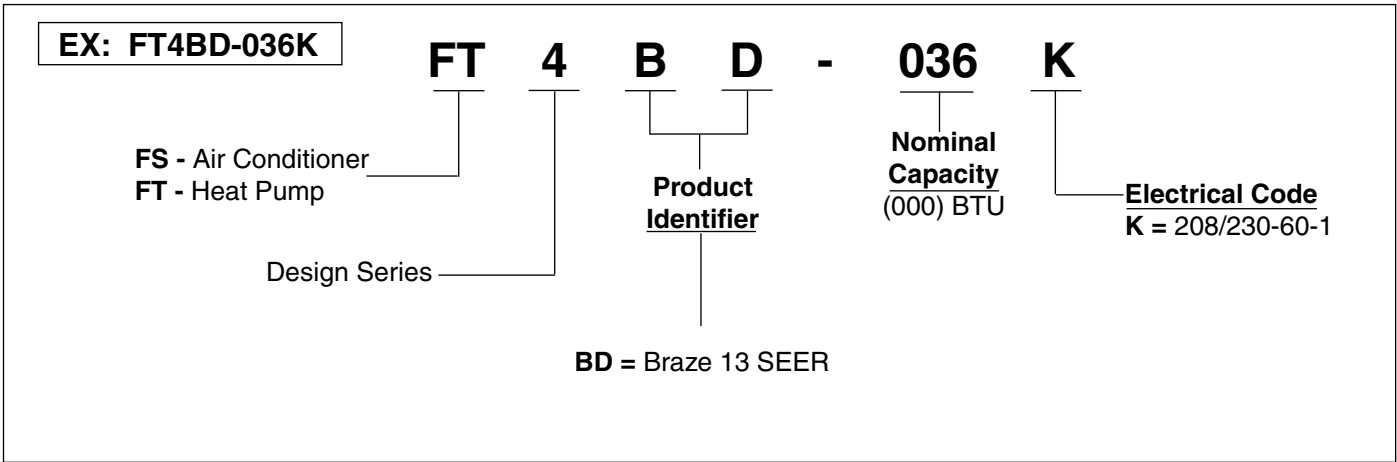 EX: FT4BD-036K
FT 4 B D - 036 K
FS - Air Conditioner
FT - Heat Pump
Design Series
Product
Identifier
BD = Braze 13 SEER
Nominal
Capacity
(000) BTU
Electrical Code
K = 208/230-60-1